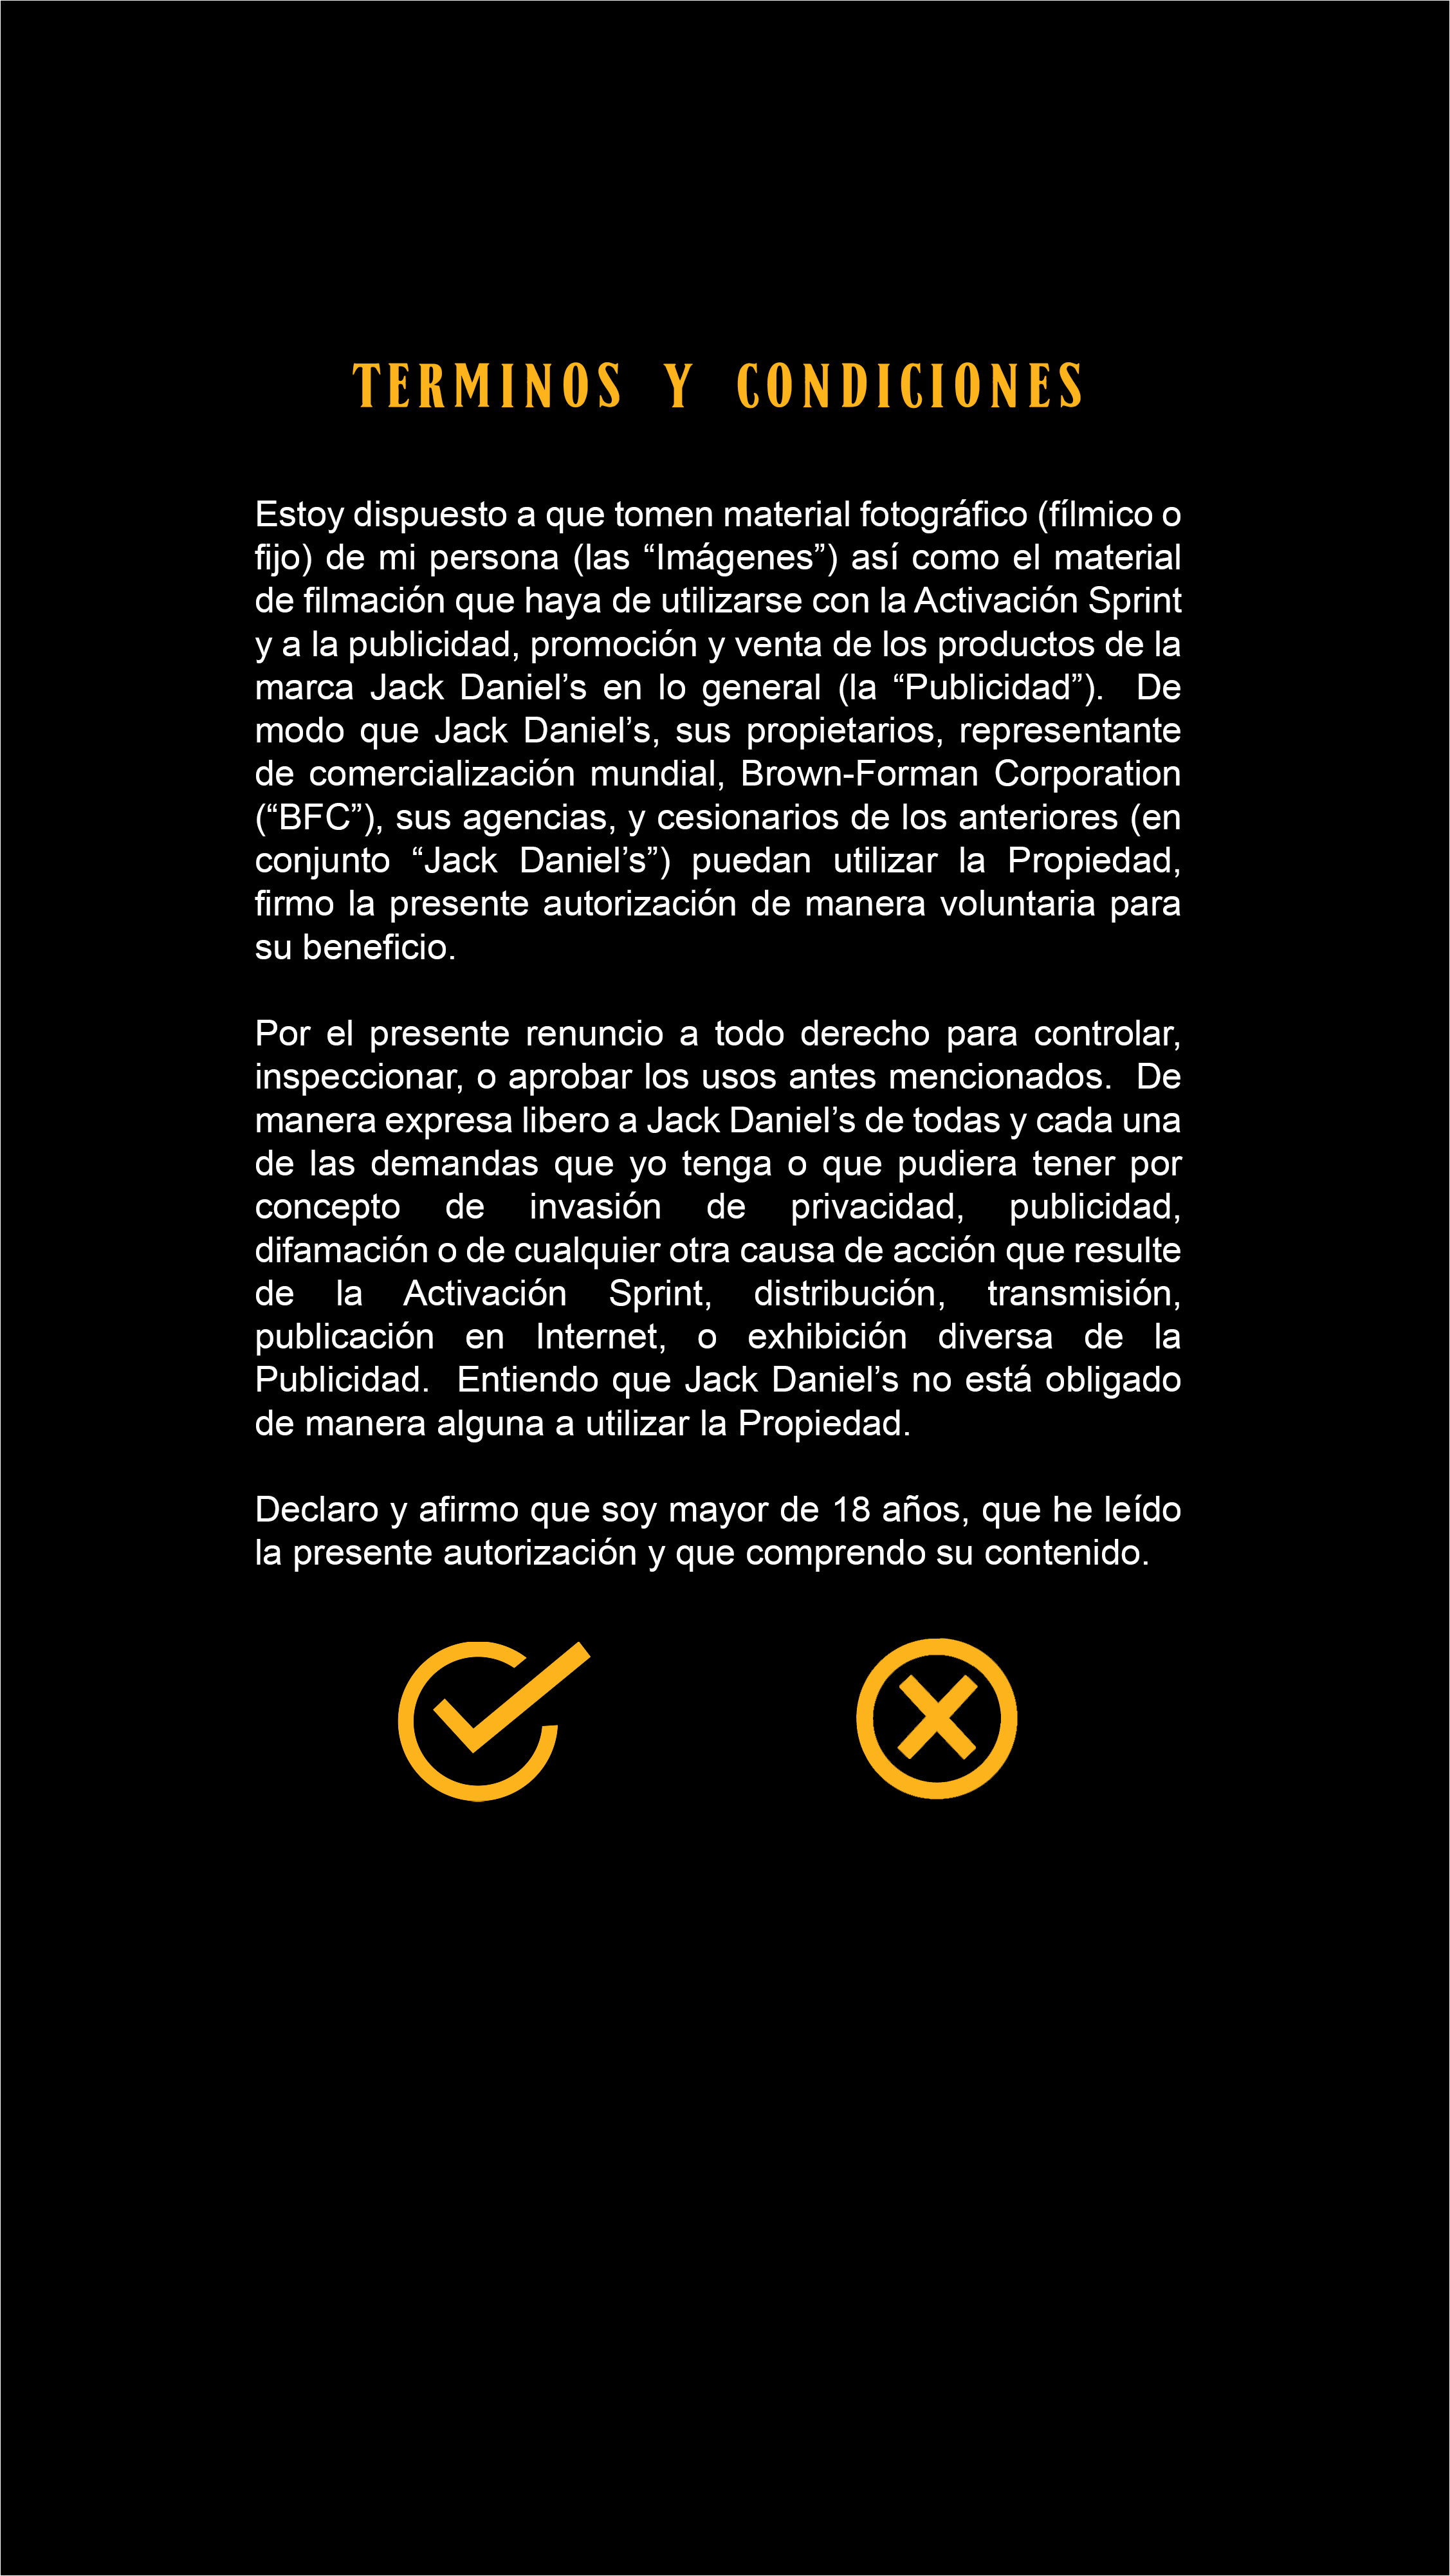 TERMINOS Y CONDICIONES
Estoy dispuesto a que tomen material fotográfico (fílmico o
fijo) de mi persona (las “Imágenes”) así como el material
de filmación que haya de utilizarse con la Activación Sprint
y a la publicidad, promoción y venta de los productos de la
marca Jack Daniel’s en lo general (la “Publicidad”).  De
modo que Jack Daniel’s, sus propietarios, representante
de comercialización mundial, Brown-Forman Corporation
(“BFC”), sus agencias, y cesionarios de los anteriores (en
conjunto “Jack Daniel’s”) puedan utilizar la Propiedad,
firmo la presente autorización de manera voluntaria para
su beneficio.
Por el presente renuncio a todo derecho para controlar,
inspeccionar, o aprobar los usos antes mencionados.  De
manera expresa libero a Jack Daniel’s de todas y cada una
de las demandas que yo tenga o que pudiera tener por
concepto de invasión de privacidad, publicidad,
difamación o de cualquier otra causa de acción que resulte
de la Activación Sprint, distribución, transmisión,
publicación en Internet, o exhibición diversa de la
Publicidad.  Entiendo que Jack Daniel’s no está obligado
de manera alguna a utilizar la Propiedad.
Declaro y afirmo que soy mayor de 18 años, que he leído
la presente autorización y que comprendo su contenido.